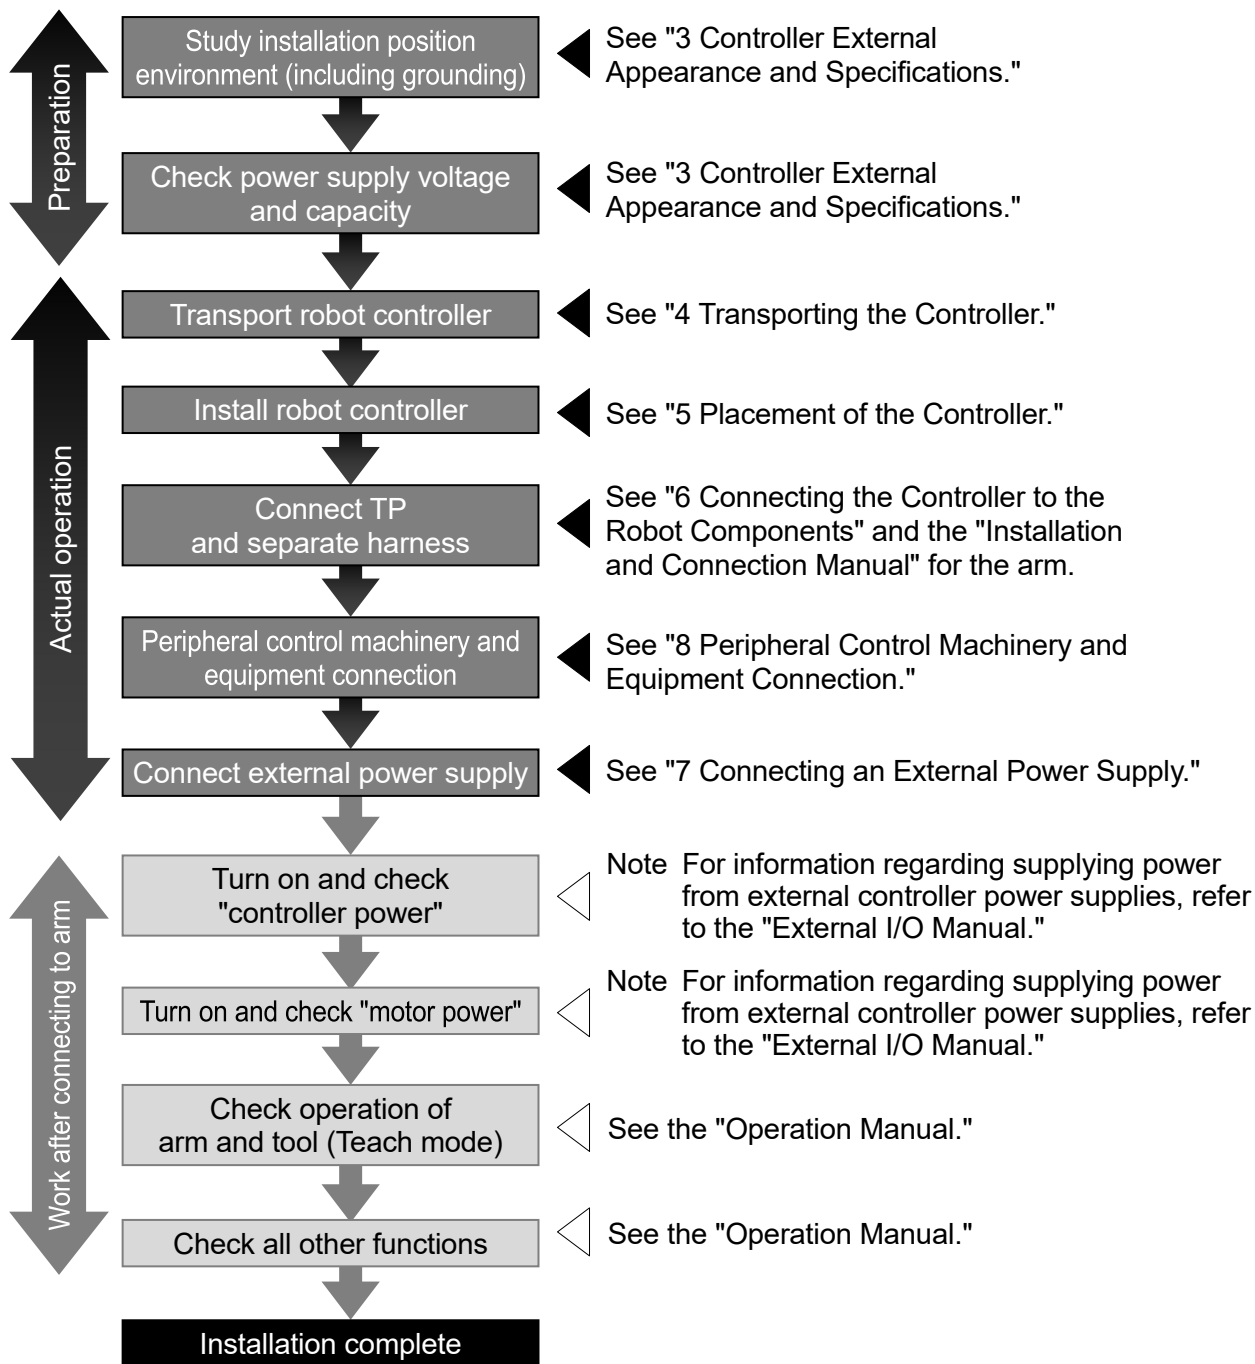 Preparation
Study installation position
environment (including grounding)
See "3 Controller External
Appearance and Specifications."
Check power supply voltage
and capacity
See "3 Controller External
Appearance and Specifications."
Actual operation
Transport robot controller
See "4 Transporting the Controller."
Install robot controller
See "5 Placement of the Controller."
Connect TP
and separate harness
See "6 Connecting the Controller to the
Robot Components" and the "Installation
and Connection Manual" for the arm.
Peripheral control machinery and
equipment connection
See "8 Peripheral Control Machinery and
Equipment Connection."
Connect external power supply
See "7 Connecting an External Power Supply."
Work after connecting to arm
Turn on and check
"controller power"
Note For information regarding supplying power
from external controller power supplies, refer
to the "External I/O Manual."
Turn on and check "motor power"
Note For information regarding supplying power
from external controller power supplies, refer
to the "External I/O Manual."
Check operation of
arm and tool (Teach mode)
See the "Operation Manual."
Check all other functions
See the "Operation Manual."
Installation complete